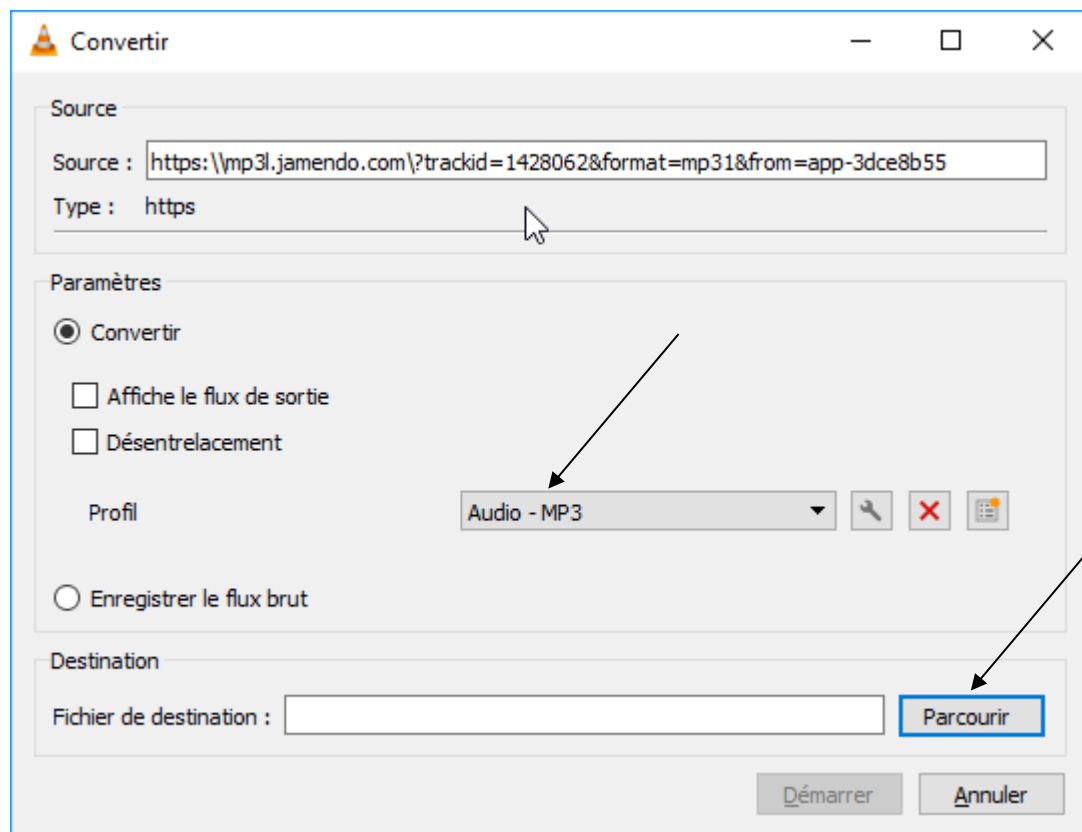 Convertir
Source
Source : https:\\mp3l.jamendo.com\?trackid=1428062&format=mp31&from=app-3dce8b55
Type : https
Paramètres
Convertir
Affiche le flux de sortie
Désentrelacement
Profil Audio - MP3
Enregistrer le flux brut
Destination
Fichier de destination : Parcourir
Démarrer Annuler